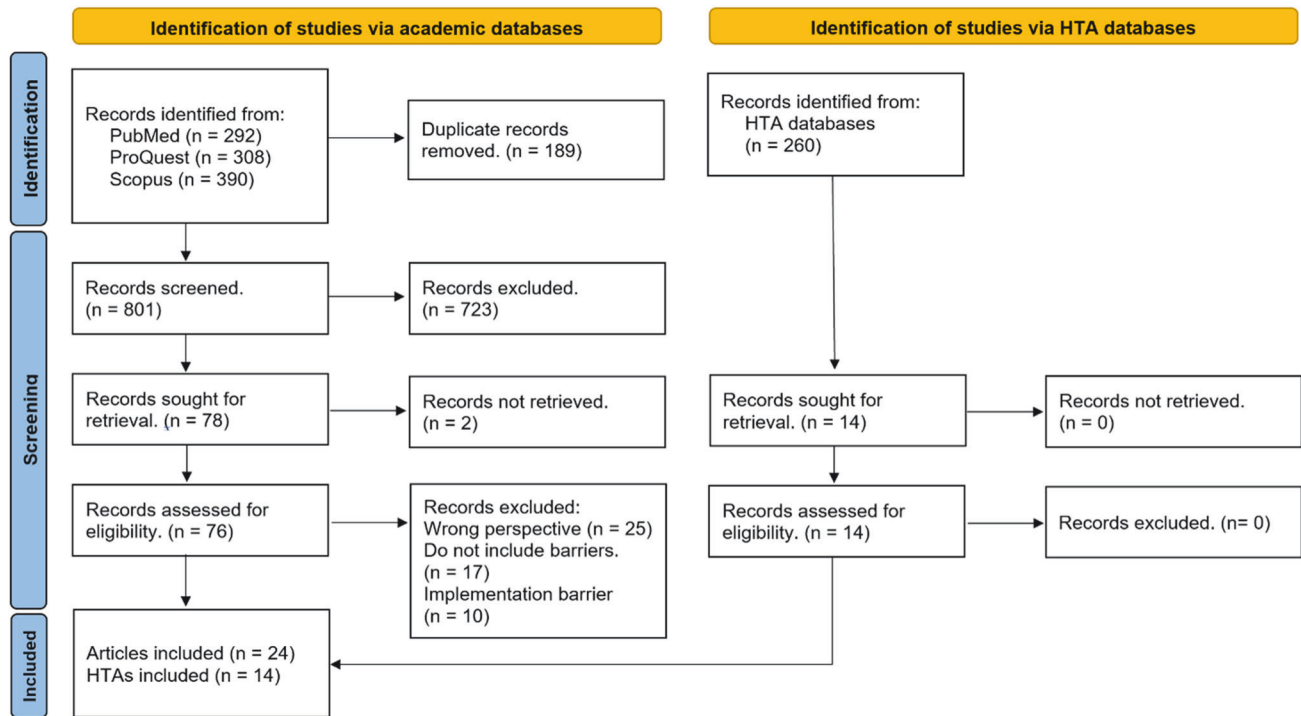 Identification of studies via academic databases
Identification of studies via HTA databases
Identification
Records identified from:
PubMed (n = 292)
ProQuest (n = 308)
Scopus (n = 390)
Duplicate records
removed. (n = 189)
Records identified from:
HTA databases
(n = 260)
Screening
Records screened.
(n = 801)
Records excluded.
(n = 723)
Records sought for
retrieval. (n = 78)
Records not retrieved.
(n = 2)
Records sought for
retrieval. (n = 14)
Records not retrieved.
(n = 0)
Records assessed for
eligibility. (n = 76)
Records excluded:
Wrong perspective (n = 25)
Do not include barriers.
(n = 17)
Implementation barrier
(n = 10)
Records assessed for
eligibility. (n = 14)
Records excluded. (n= 0)
Included
Articles included (n = 24)
HTAs included (n = 14)